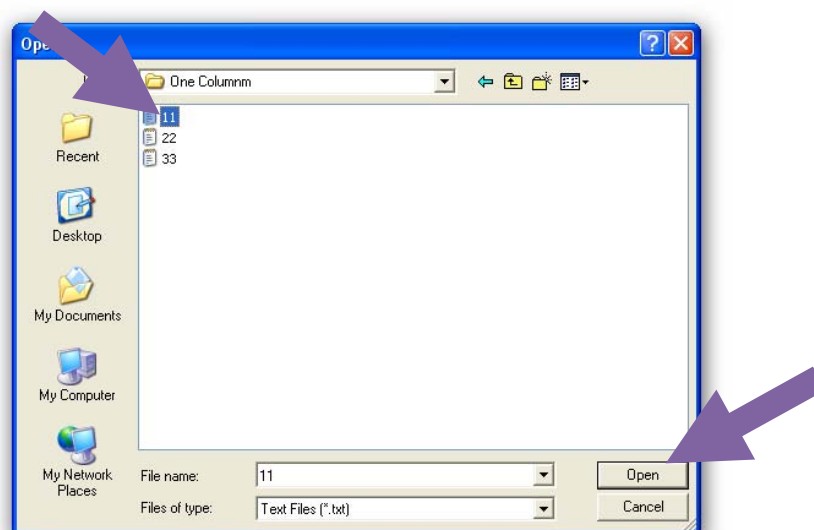 Ope
One Columnm
11
22
33
Recent
Desktop
My Documents
My Computer
My Network
Places
File name:
11
Open
Files of type:
Text Files (*.txt)
Cancel